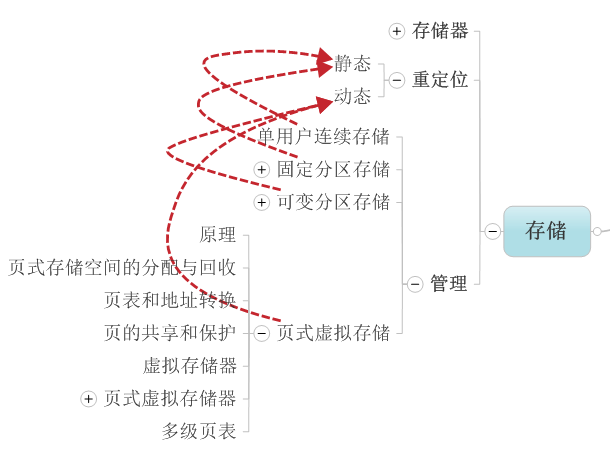 存储器
静态
重定位
动态
单用户连续存储
固定分区存储
可变分区存储
存储
原理
页式存储空间的分配与回收
管理
页表和地址转换
页的共享和保护
页式虚拟存储
虚拟存储器
页式虚拟存储器
多级页表